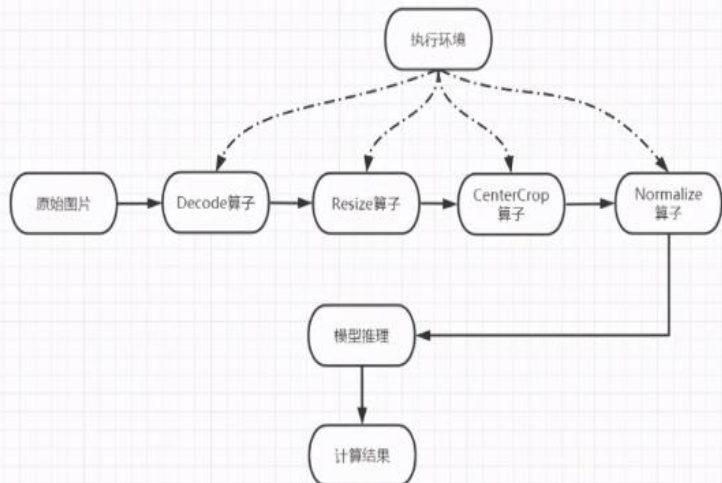 执行环境
原始图片
Decode算子
Resize算子
CenterCrop
算子
Normalize
算子
模型推理
计算结果